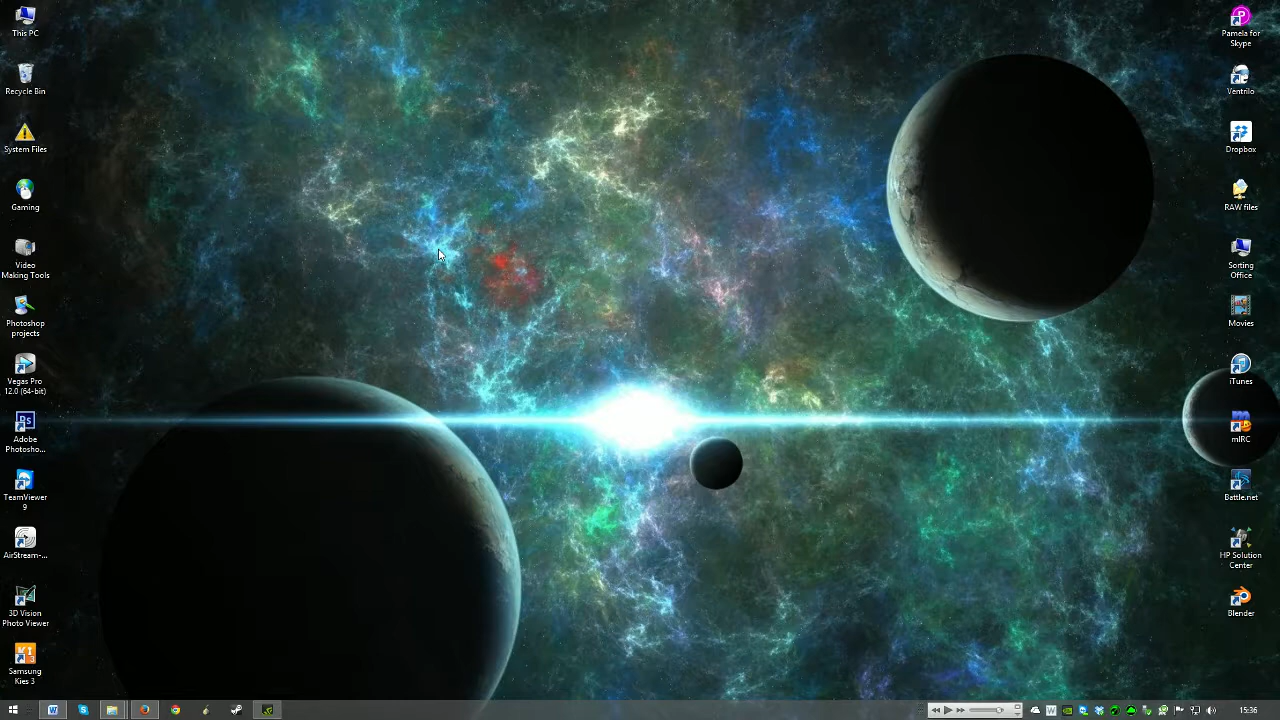 This PC
Recycle Bin
System Files
Gaming
Video
Making Tools
Photoshop
projects
Vegas Pro
12.0 (64-bit)
Adobe
Photosho...
TeamViewer
9
AirStream-...
3D Vision
Photo Viewer
Samsung
Kies 3
Pamela for
Skype
Ventrilo
Dropbox
RAW files
Sorting
Office
Movies
iTunes
mIRC
Battle.net
HP Solution
Center
Blender
15:36